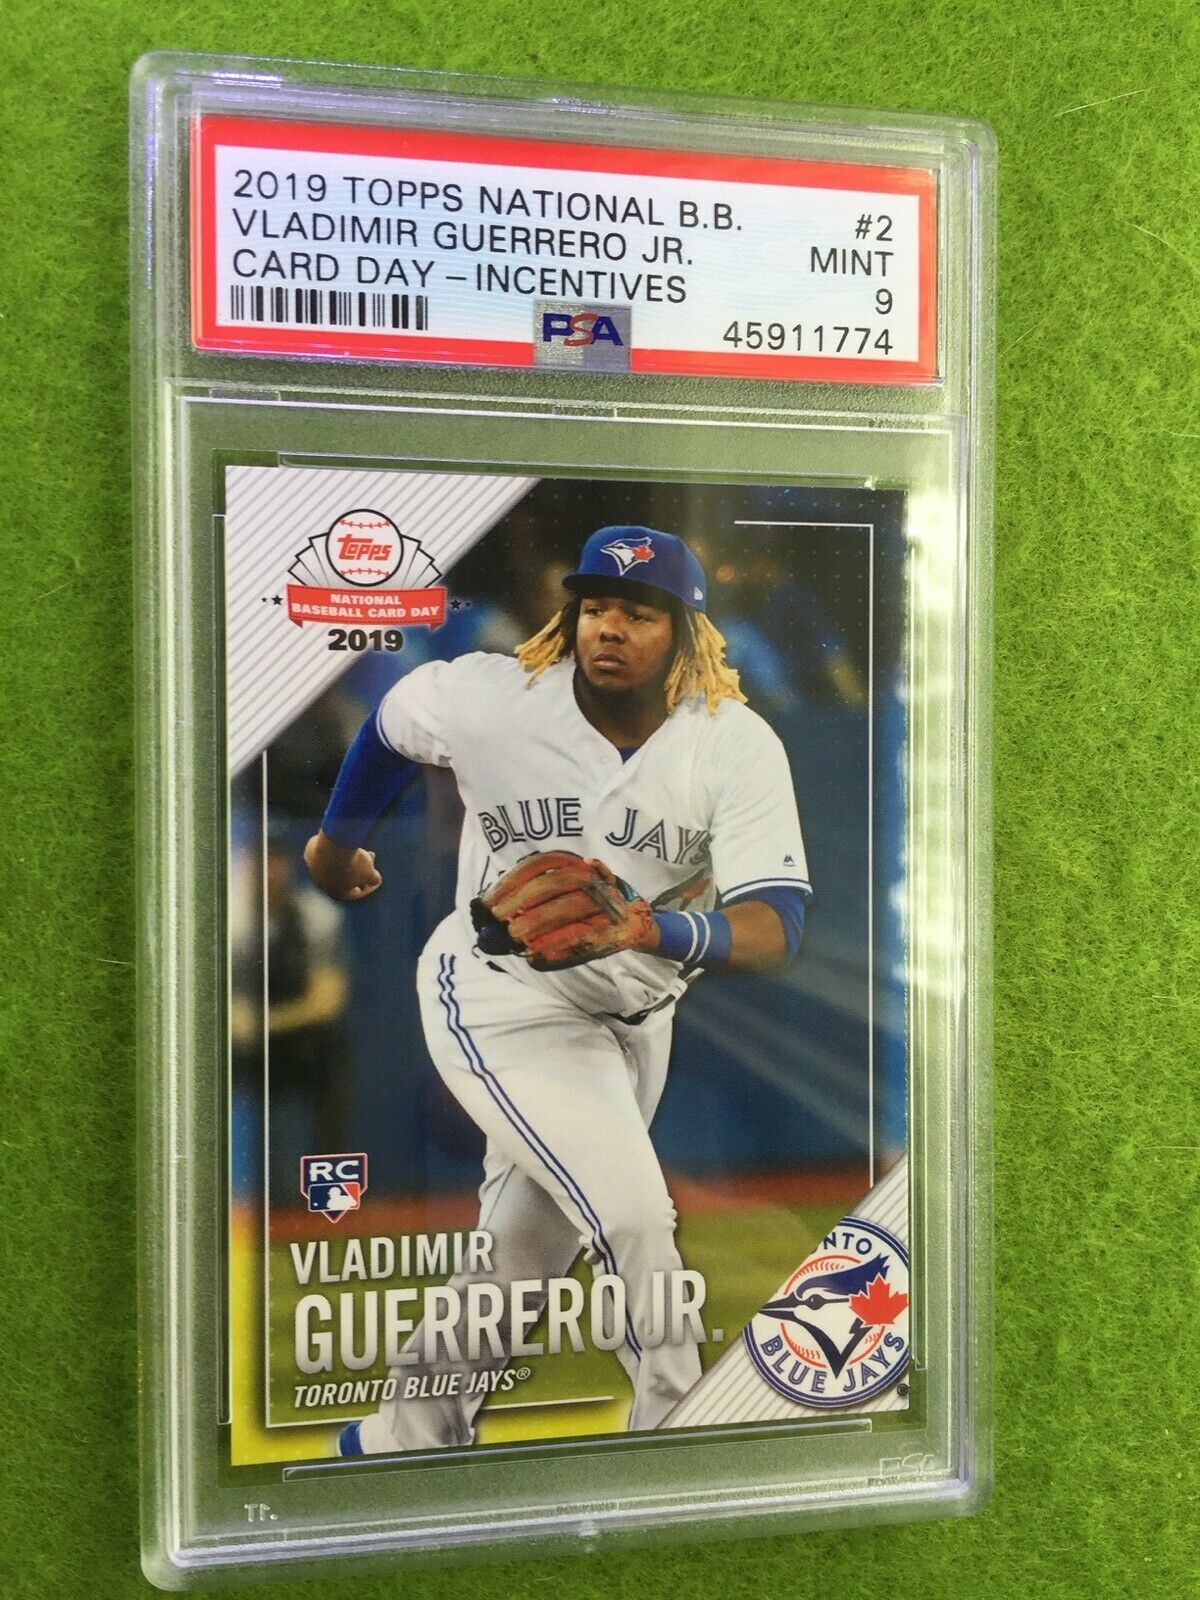 2019 TOPPS NATIONAL B.B. #2
VLADIMIR GUERRERO JR. MINT
CARD DAY – INCENTIVES 9
PSA 45911774
topps
NATIONAL
BASEBALL CARD DAY
2019
BLUE JAYS
RC
VLADIMIR
GUERRERO JR.
TORONTO BLUE JAYS®
NTO
BLUE JAYS